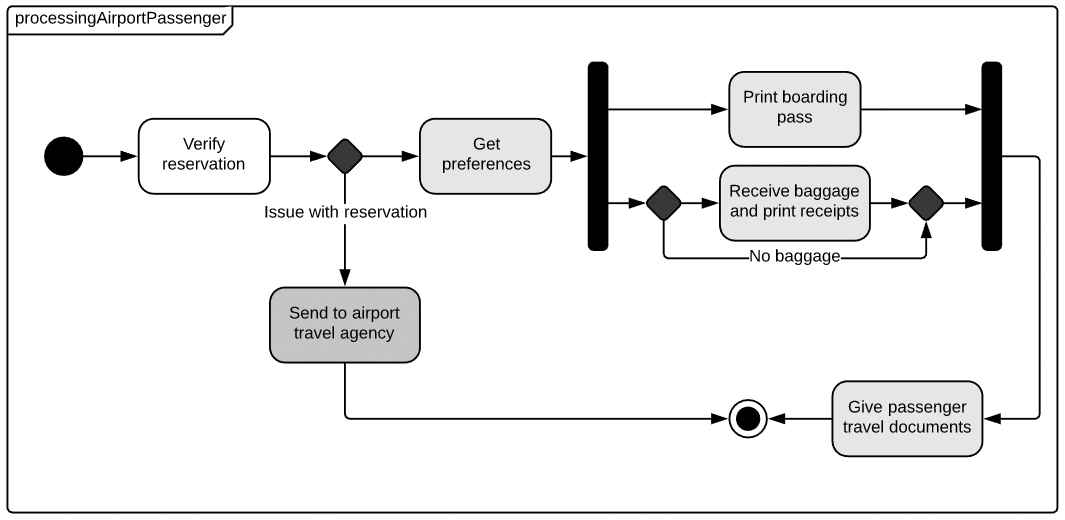 processingAirportPassenger
Verify
reservation
Get
preferences
Print boarding
pass
Receive baggage
and print receipts
Issue with reservation
No baggage
Send to airport
travel agency
Give passenger
travel documents